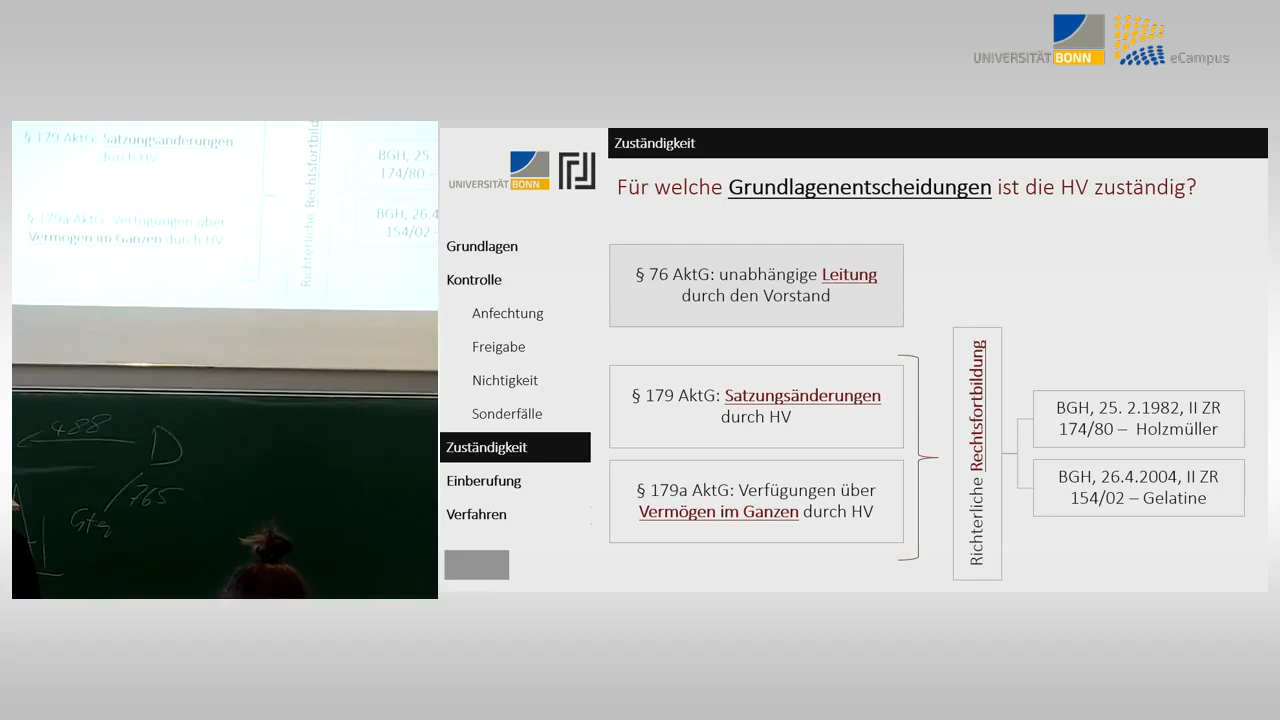 UNIVERSITÄT BONN
eCampus
§ 179 AktG: Satzungsänderungen
durch HV
§ 179a AktG: Verfügungen über
Vermögen im Ganzen durch HV
Richterliche Rechtsfortbild
BGH, 25.
174/80 –
BGH, 26.4
154/02 –
488
D
765
UNIVERSITÄT BONN
Grundlagen
Kontrolle
Anfechtung
Freigabe
Nichtigkeit
Sonderfälle
Zuständigkeit
Einberufung
Verfahren
Zuständigkeit
Für welche Grundlagenentscheidungen ist die HV zuständig?
§ 76 AktG: unabhängige Leitung
durch den Vorstand
§ 179 AktG: Satzungsänderungen
durch HV
§ 179a AktG: Verfügungen über
Vermögen im Ganzen durch HV
Richterliche Rechtsfortbildung
BGH, 25. 2.1982, II ZR
174/80 – Holzmüller
BGH, 26.4.2004, II ZR
154/02 – Gelatine